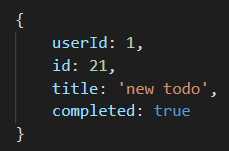 {
    userId: 1,
    id: 21,
    title: 'new todo',
    completed: true
}